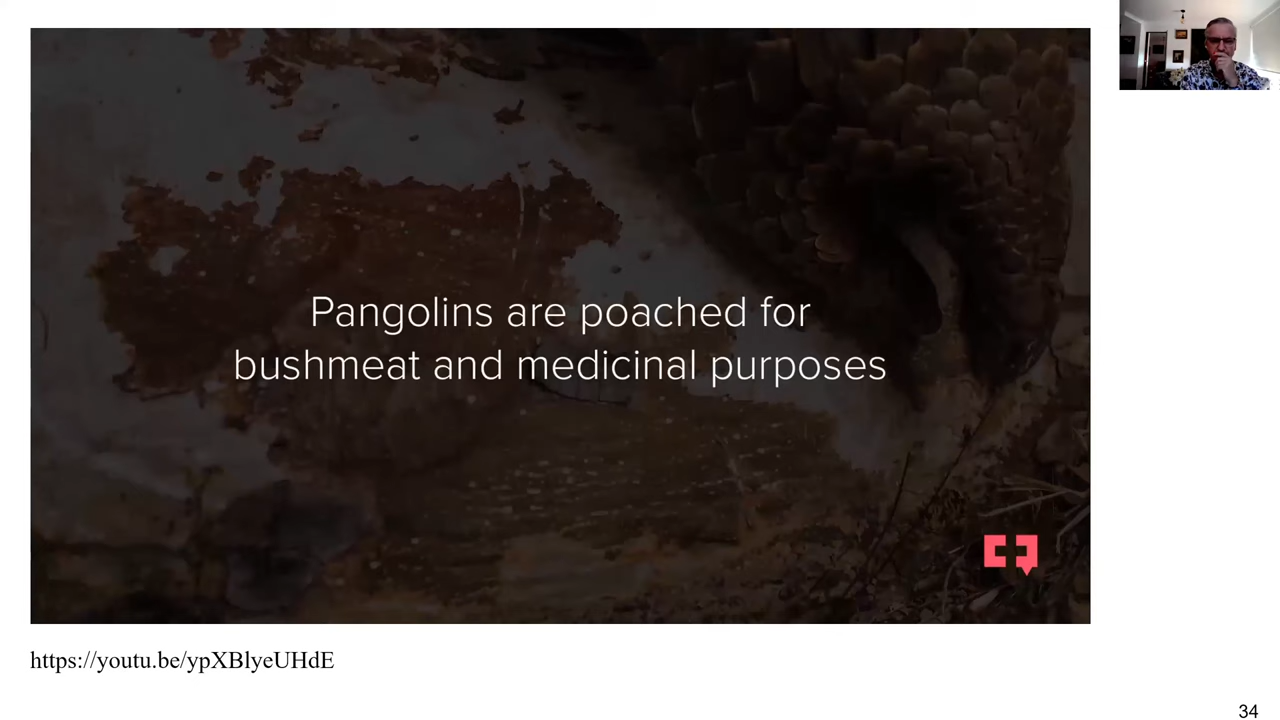 Pangolins are poached for
bushmeat and medicinal purposes
https://youtu.be/ypXBlyeUHdE
34